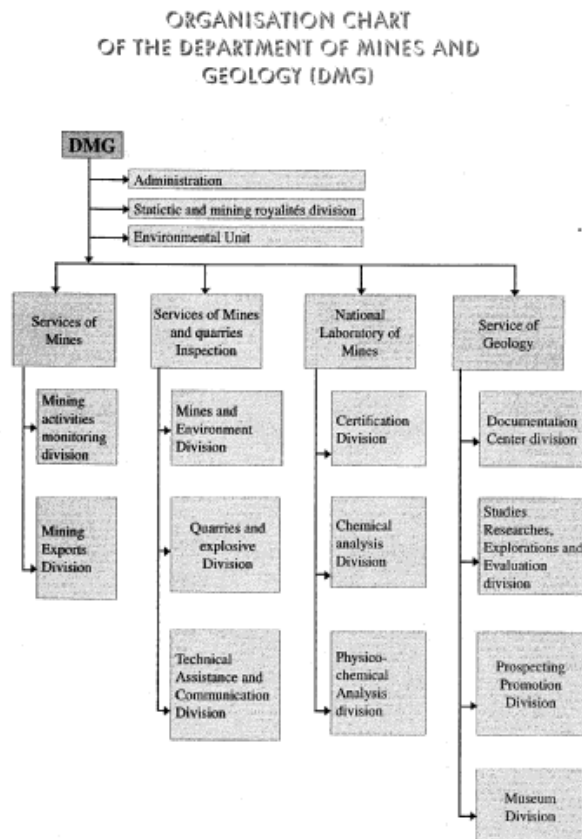 ORGANISATION CHART
OF THE DEPARTMENT OF MINES AND
GEOLOGY (DMG)
DMG
Administration
Statictic and mining royalités division
Environmental Unit
Services of
Mines
Services of Mines
and quarries
Inspection
National
Laboratory of
Mines
Service of
Geology
Mining
activities
monitoring
division
Mining
Exports
Division
Mines and
Environment
Division
Quarries and
explosive
Division
Technical
Assistance and
Communication
Division
Certification
Division
Chemical
analysis
Division
Physico-
chemical
Analysis
division
Documentation
Center division
Studies
Researches,
Explorations and
Evaluation
division
Prospecting
Promotion
Division
Museum
Division